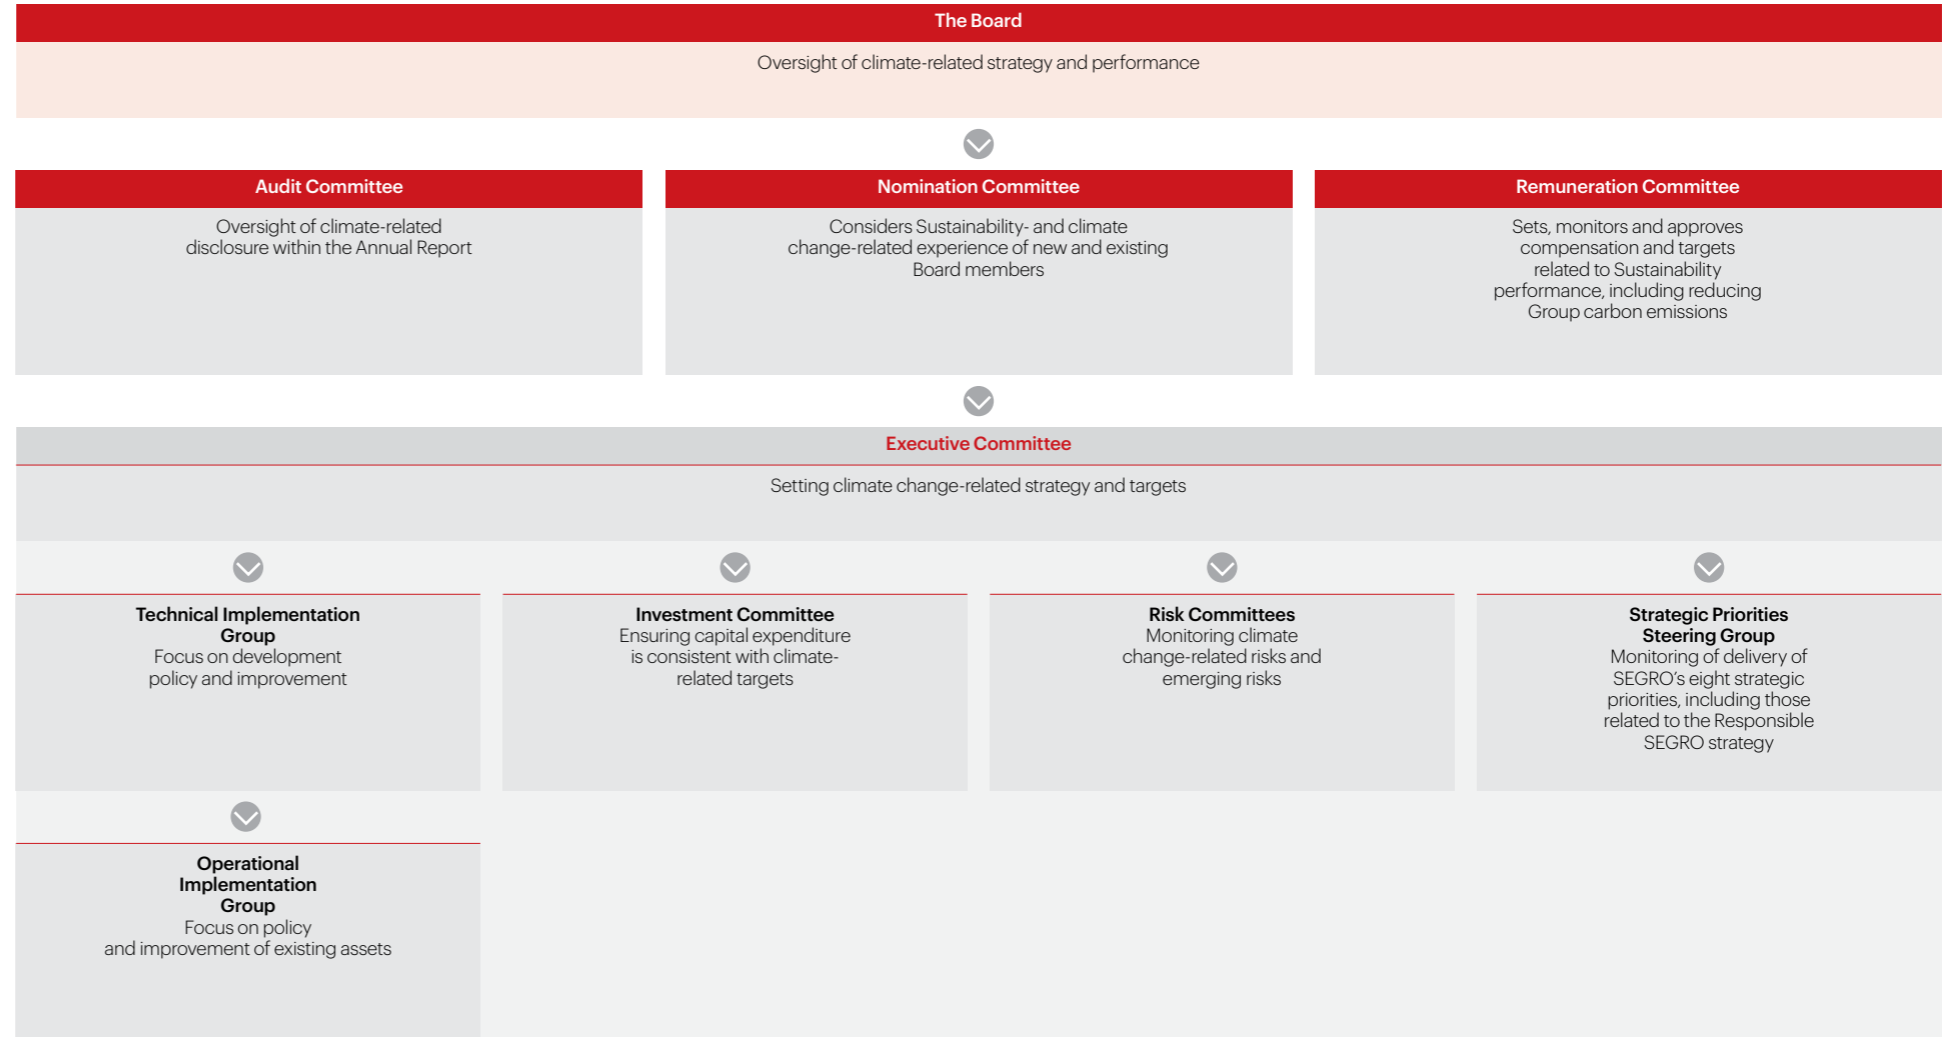 The Board
Oversight of climate-related strategy and performance
Audit Committee
Oversight of climate-related
disclosure within the Annual Report
Nomination Committee
Considers Sustainability- and climate
change-related experience of new and existing
Board members
Remuneration Committee
Sets, monitors and approves
compensation and targets
related to Sustainability
performance, including reducing
Group carbon emissions
Executive Committee
Setting climate change-related strategy and targets
Technical Implementation
Group
Focus on development
policy and improvement
Investment Committee
Ensuring capital expenditure
is consistent with climate-
related targets
Risk Committees
Monitoring climate
change-related risks and
emerging risks
Strategic Priorities
Steering Group
Monitoring of delivery of
SEGRO’s eight strategic
priorities, including those
related to the Responsible
SEGRO strategy
Operational
Implementation
Group
Focus on policy
and improvement of existing assets